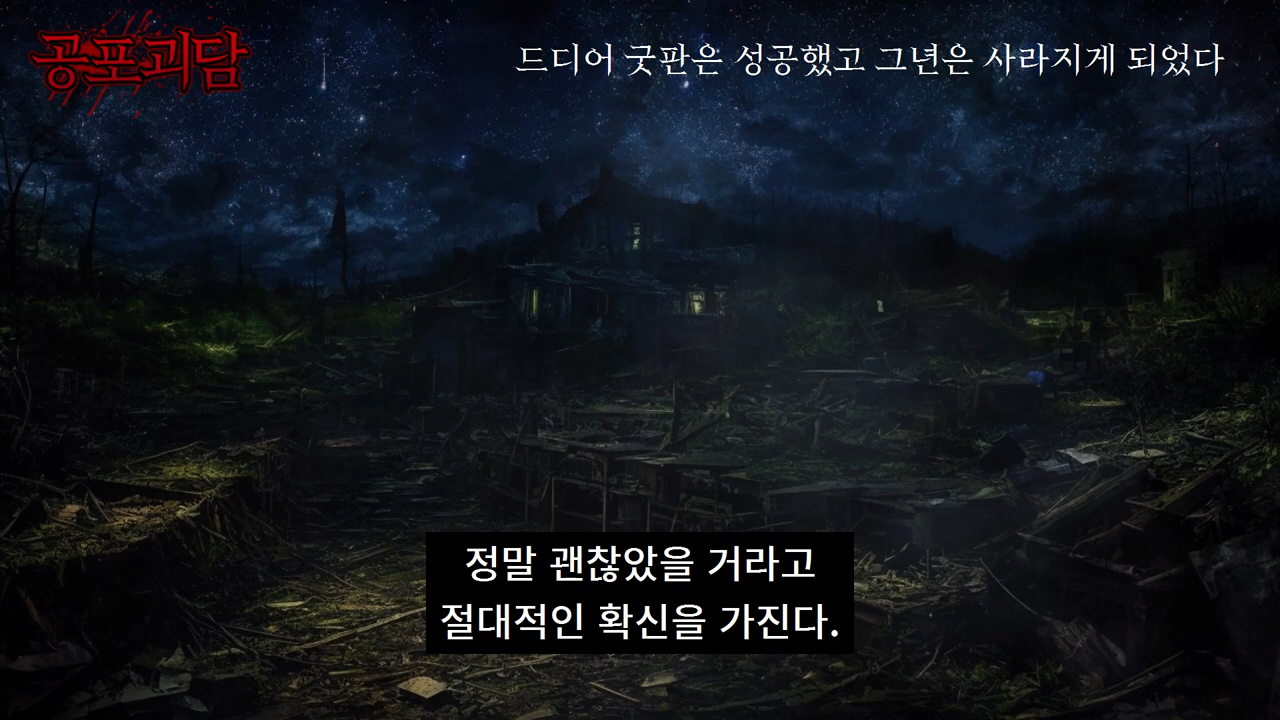 공포괴담
드디어 굿판은 성공했고 그년은 사라지게 되었다
정말 괜찮았을 거라고
절대적인 확신을 가진다.